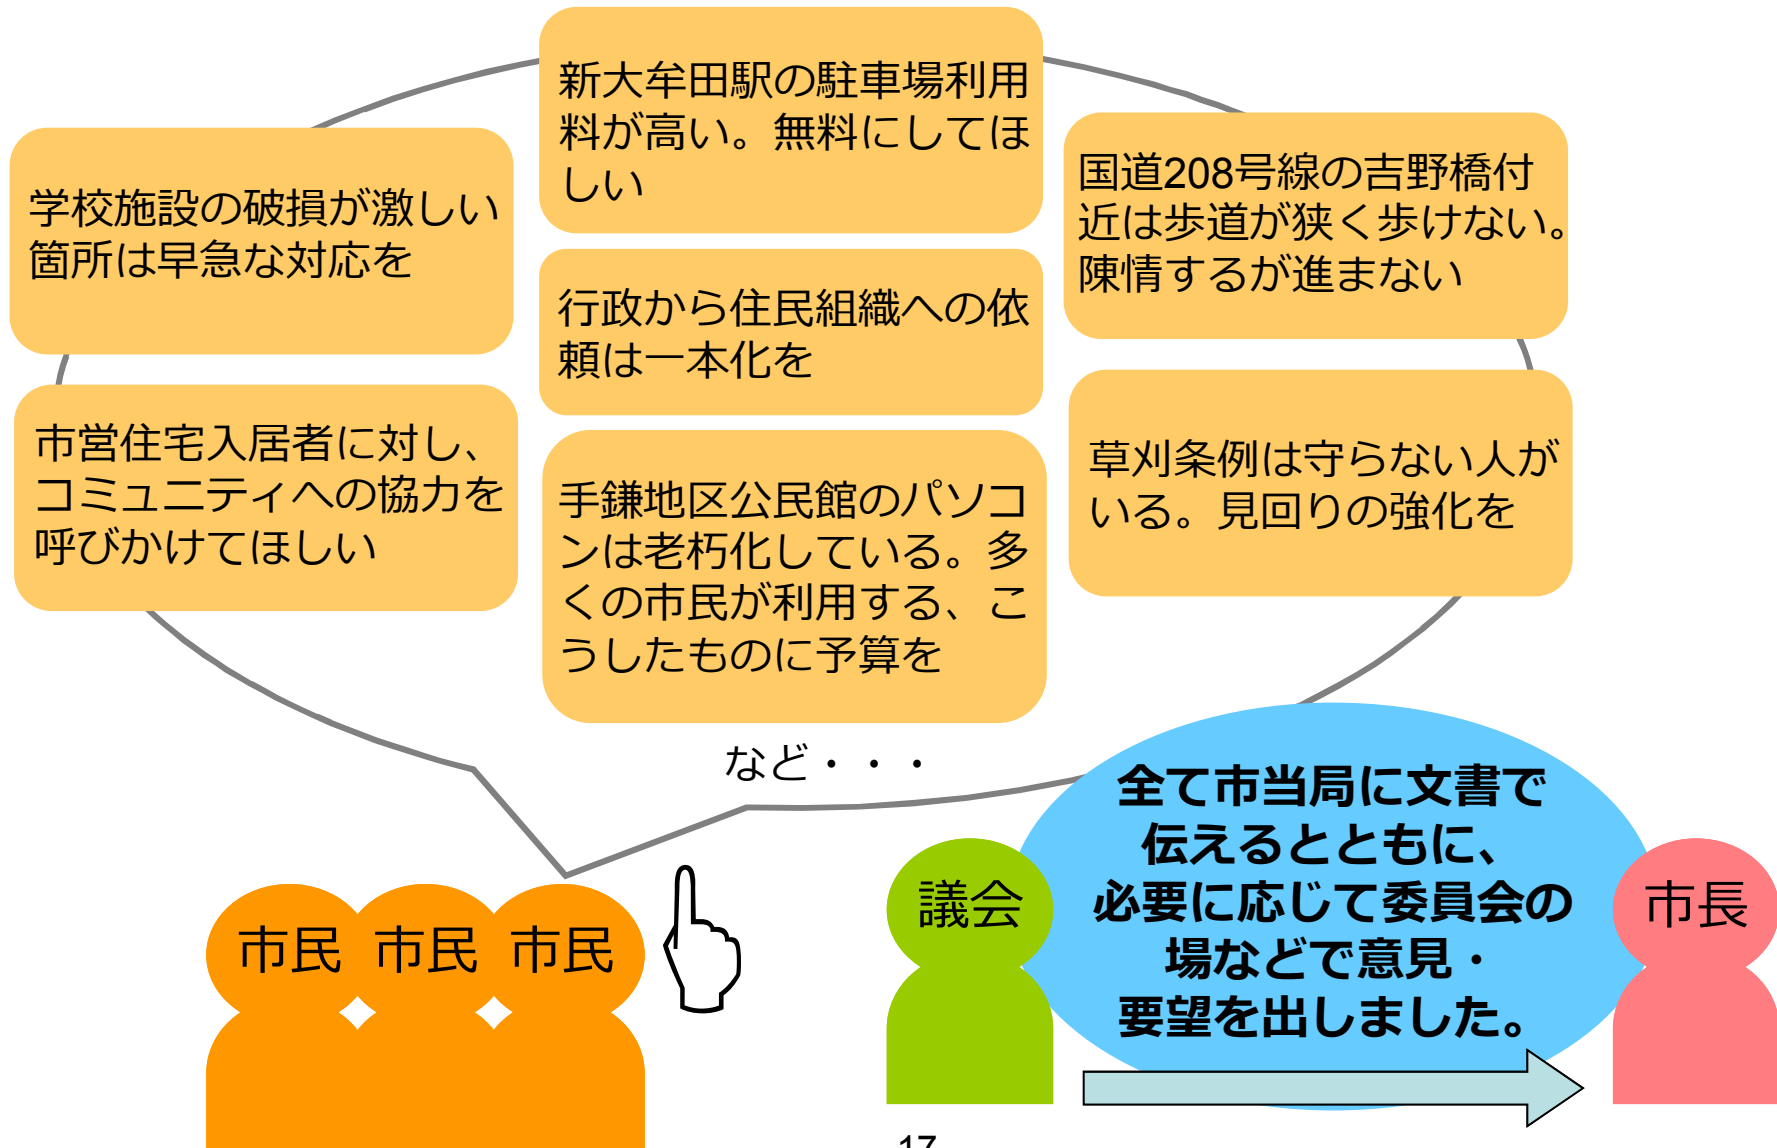 新大牟田駅の駐車場利用
料が高い。無料にしてほ
しい
学校施設の破損が激しい
箇所は早急な対応を
国道208号線の吉野橋付
近は歩道が狭く歩けない。
陳情するが進まない
行政から住民組織への依
頼は一本化を
市営住宅入居者に対し、
コミュニティへの協力を
呼びかけてほしい
手鎌地区公民館のパソコ
ンは老朽化している。多
くの市民が利用する、こ
うしたものに予算を
草刈条例は守らない人が
いる。見回りの強化を
など・・・
全て市当局に文書で
伝えるとともに、
必要に応じて委員会の
場などで意見・
要望を出しました。
市民 市民 市民
議会
市長
17